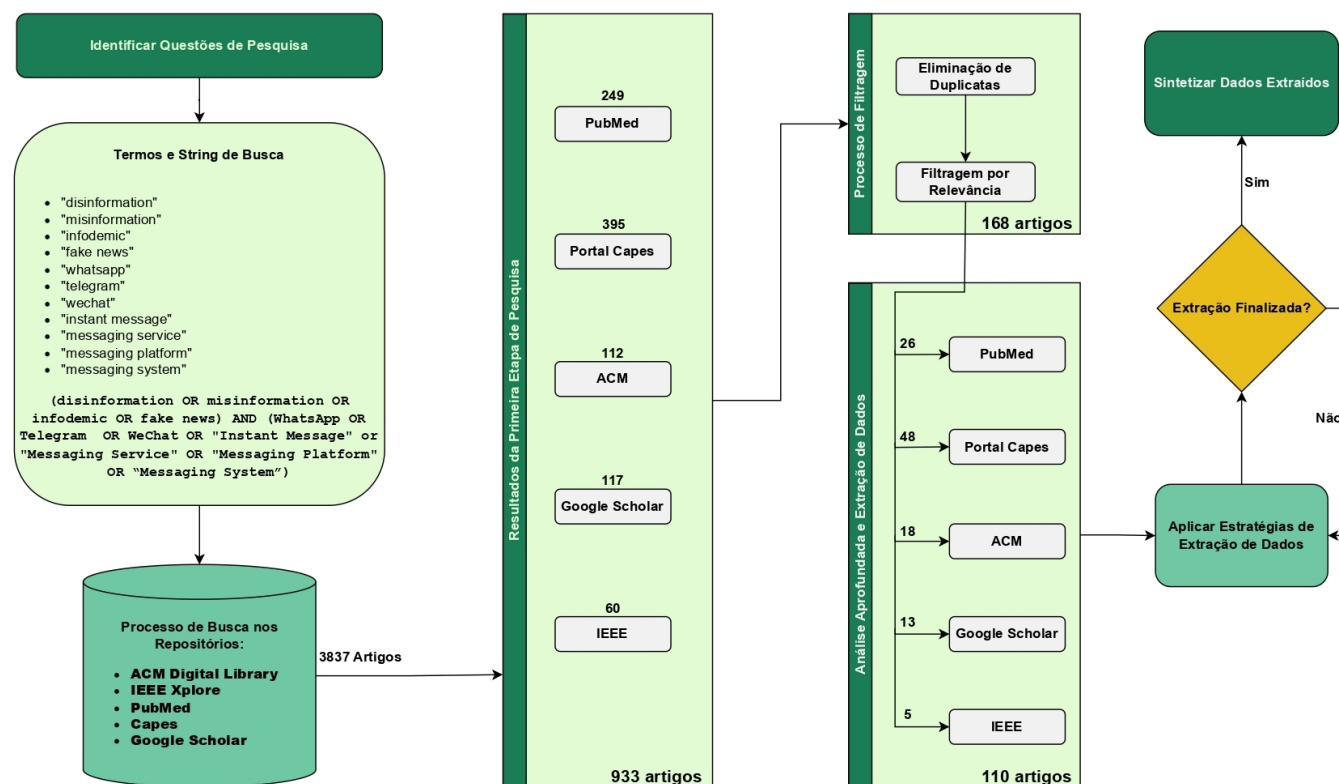 Identificar Questões de Pesquisa
Termos e String de Busca
• "disinformation"
• "misinformation"
• "infodemic"
• "fake news"
• "whatsapp"
• "telegram"
• "wechat"
• "instant message"
• "messaging service"
• "messaging platform"
• "messaging system"
(disinformation OR misinformation OR
infodemic OR fake news) AND (WhatsApp OR
Telegram OR WeChat OR "Instant Message" or
"Messaging Service" OR "Messaging Platform"
OR “Messaging System”)
Processo de Busca nos
Repositórios:
• ACM Digital Library
• IEEE Xplore
• PubMed
• Capes
• Google Scholar
3837 Artigos
Resultados da Primeira Etapa de Pesquisa
249
PubMed
395
Portal Capes
112
ACM
117
Google Scholar
60
IEEE
933 artigos
Processo de Filtragem
Eliminação de
Duplicatas
Filtragem por
Relevância
168 artigos
Análise Aprofundada e Extração de Dados
26
PubMed
48
Portal Capes
18
ACM
13
Google Scholar
5
IEEE
110 artigos
Aplicar Estratégias de
Extração de Dados
Extração Finalizada?
Não
Sim
Sintetizar Dados Extraídos